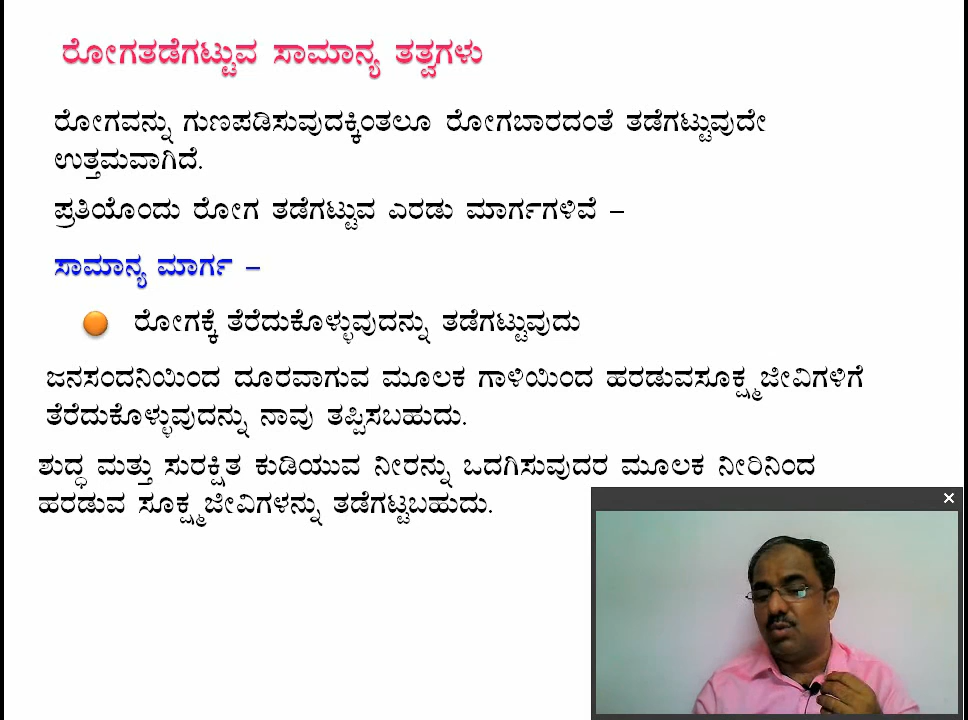 ರೋಗತಡೆಗಟ್ಟುವ ಸಾಮಾನ್ಯ ತತ್ವಗಳು
ರೋಗವನ್ನು ಗುಣಪಡಿಸುವುದಕ್ಕಿಂತಲೂ ರೋಗಬಾರದಂತೆ ತಡೆಗಟ್ಟುವುದೇ
ಉತ್ತಮವಾಗಿದೆ.
ಪ್ರತಿಯೊಂದು ರೋಗ ತಡೆಗಟ್ಟುವ ಎರಡು ಮಾರ್ಗಗಳಿವೆ –
ಸಾಮಾನ್ಯ ಮಾರ್ಗ –
ರೋಗಕ್ಕೆ ತೆರೆದುಕೊಳ್ಳುವುದನ್ನು ತಡೆಗಟ್ಟುವುದು
ಜನಸಂದನಿಯಿಂದ ದೂರವಾಗುವ ಮೂಲಕ ಗಾಳಿಯಿಂದ ಹರಡುವಸೂಕ್ಷ್ಮಜೀವಿಗಳಿಗೆ
ತೆರೆದುಕೊಳ್ಳುವುದನ್ನು ನಾವು ತಪ್ಪಿಸಬಹುದು.
ಶುದ್ಧ ಮತ್ತು ಸುರಕ್ಷಿತ ಕುಡಿಯುವ ನೀರನ್ನು ಒದಗಿಸುವುದರ ಮೂಲಕ ನೀರಿನಿಂದ
ಹರಡುವ ಸೂಕ್ಷ್ಮಜೀವಿಗಳನ್ನು ತಡೆಗಟ್ಟಬಹುದು.